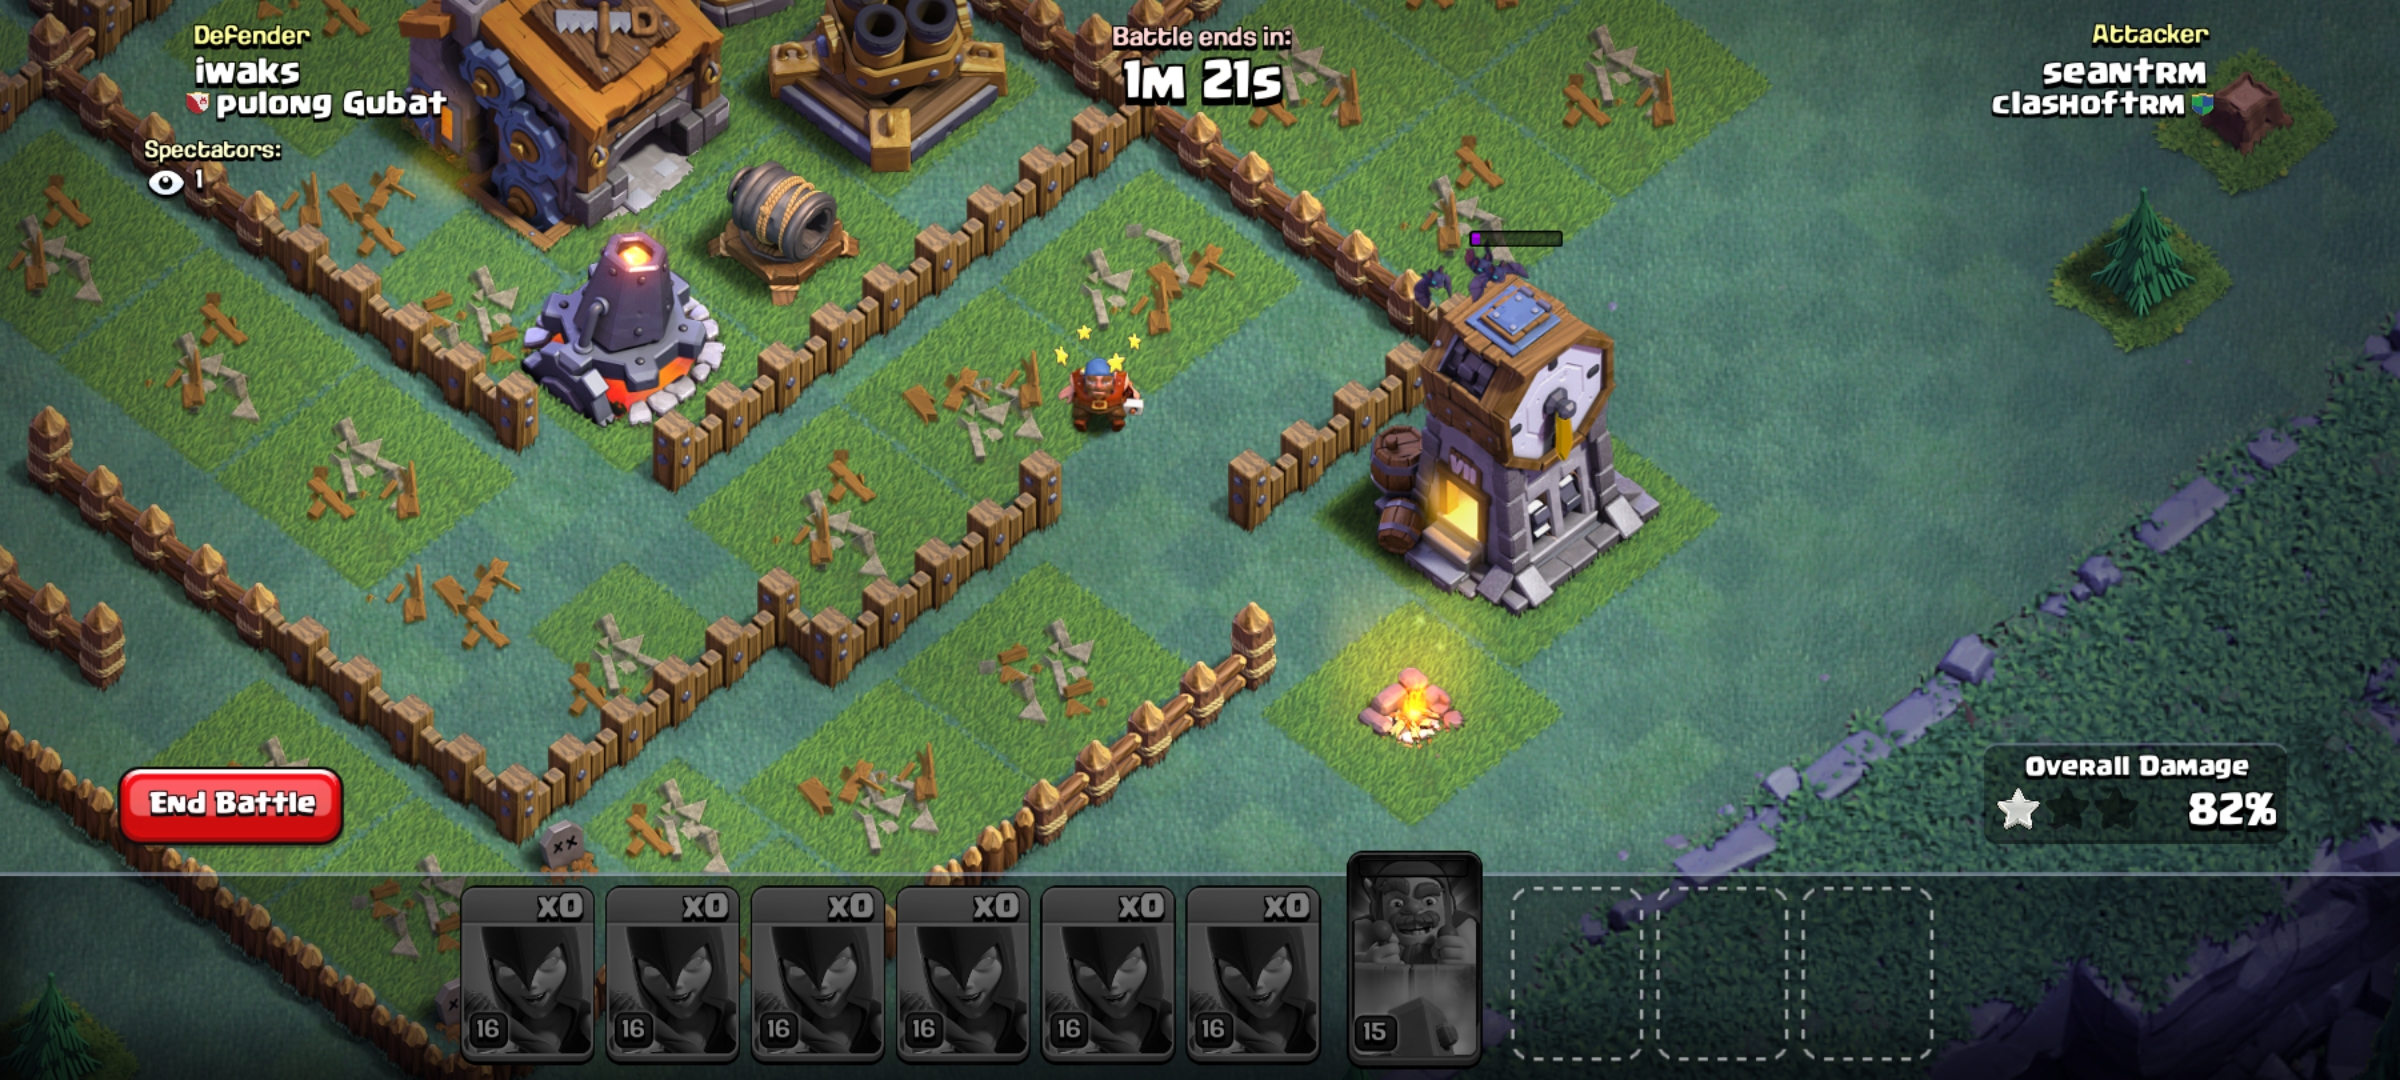 Defender
iwaks
pulong Gubat
Spectators:
1
Battle ends in:
1M 21s
Attacker
seantRM
clashoftRM
VII
End Battle
Overall Damage
82%
x0 x0 x0 x0 x0 x0
16 16 16 16 16 16 15